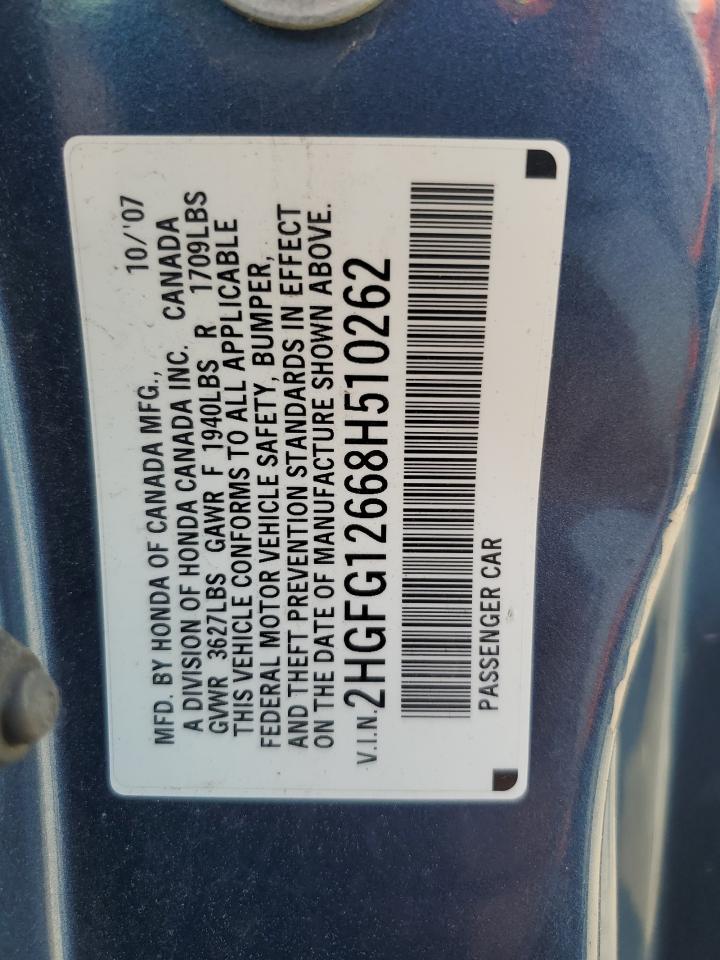 MFD. BY HONDA OF CANADA MFG., 10/'07
A DIVISION OF HONDA CANADA INC. CANADA
GVWR 3627LBS GAWR F 1940LBS R 1709LBS
THIS VEHICLE CONFORMS TO ALL APPLICABLE
FEDERAL MOTOR VEHICLE SAFETY, BUMPER,
AND THEFT PREVENTION STANDARDS IN EFFECT
ON THE DATE OF MANUFACTURE SHOWN ABOVE.
V.I.N. 2HGFG12668H510262
PASSENGER CAR